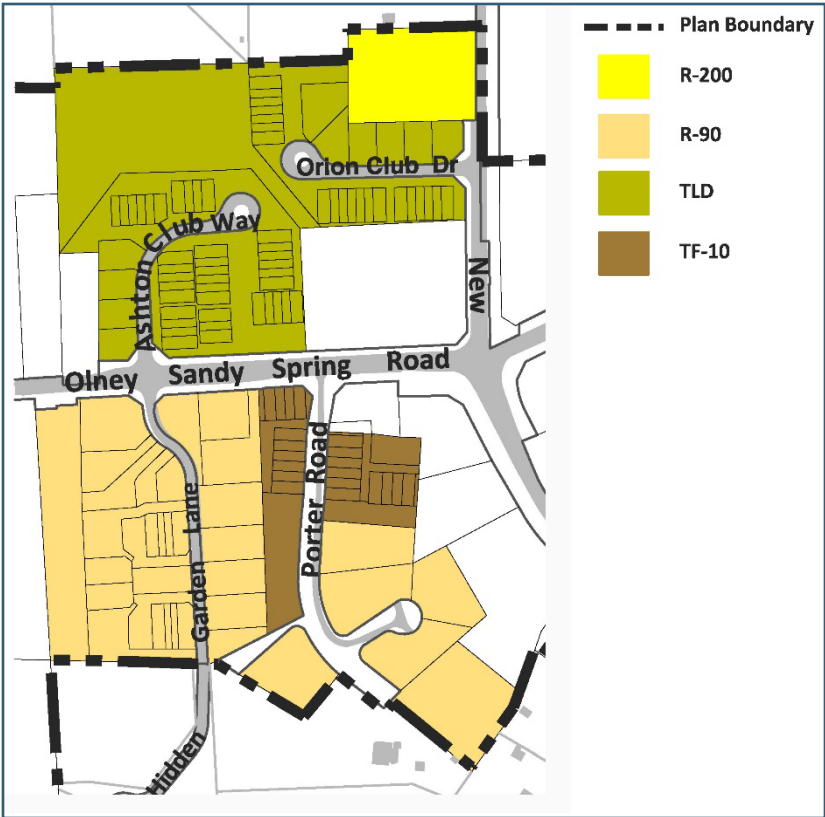 Plan Boundary
R-200
R-90
TLD
TF-10
Orion Club Dr
Ashton Club Way
New
Olney Sandy Spring Road
Porter Road
Hidden Garden Lane